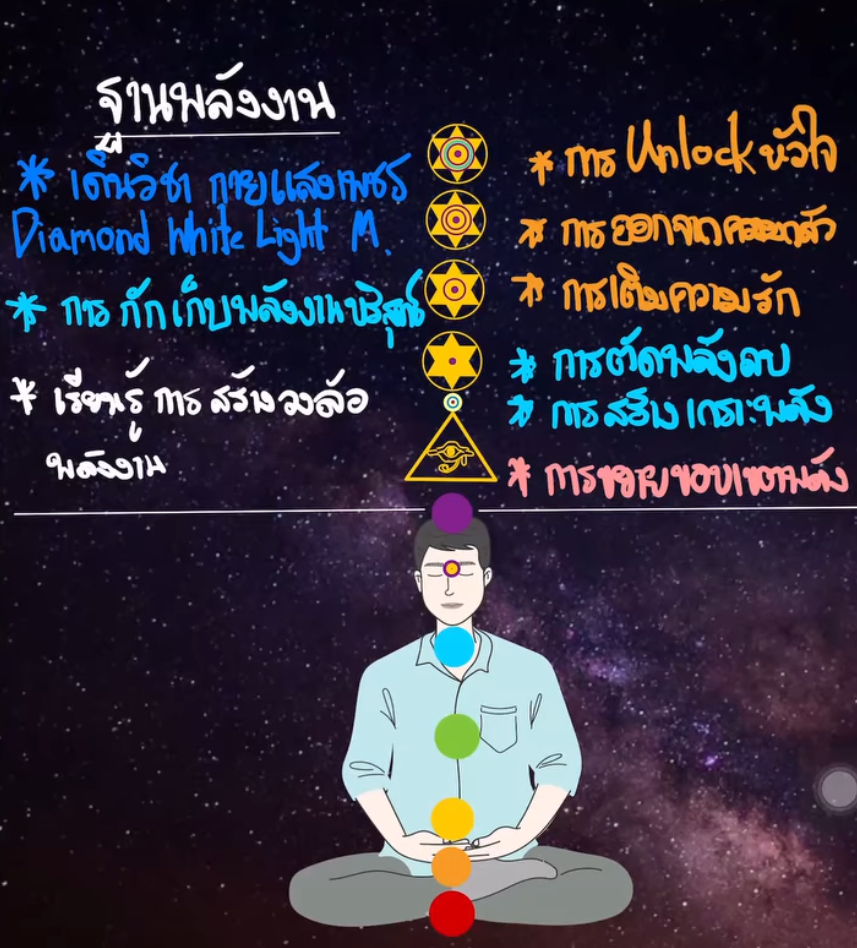 ฐานพลังงาน
* เดินวิชา กายแสงเพชร
Diamond White Light M.
* การ กักเก็บพลังงานบริสุทธิ์
* เรียนรู้ การ สร้างวงล้อ
พลังงาน
* การ Unlock หัวใจ
* การออกจากความกลัว
* การเติมความรัก
* การตัดพลังลบ
* การสร้าง เกราะพลัง
* การขยายขอบเขตพลัง